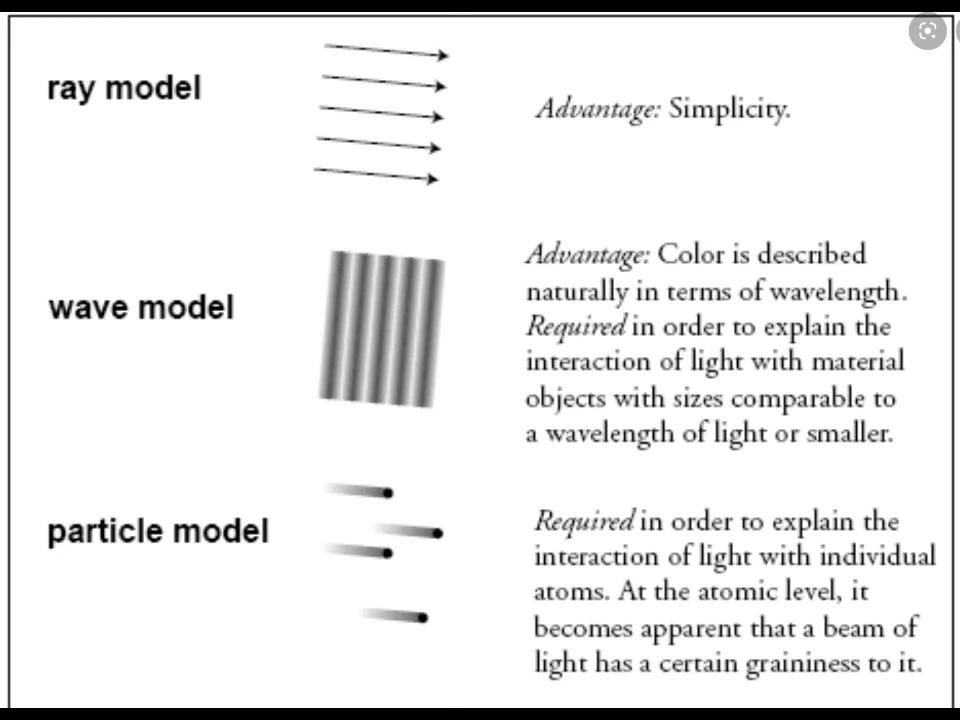 ray model
Advantage: Simplicity.
wave model
Advantage: Color is described
naturally in terms of wavelength.
Required in order to explain the
interaction of light with material
objects with sizes comparable to
a wavelength of light or smaller.
particle model
Required in order to explain the
interaction of light with individual
atoms. At the atomic level, it
becomes apparent that a beam of
light has a certain graininess to it.